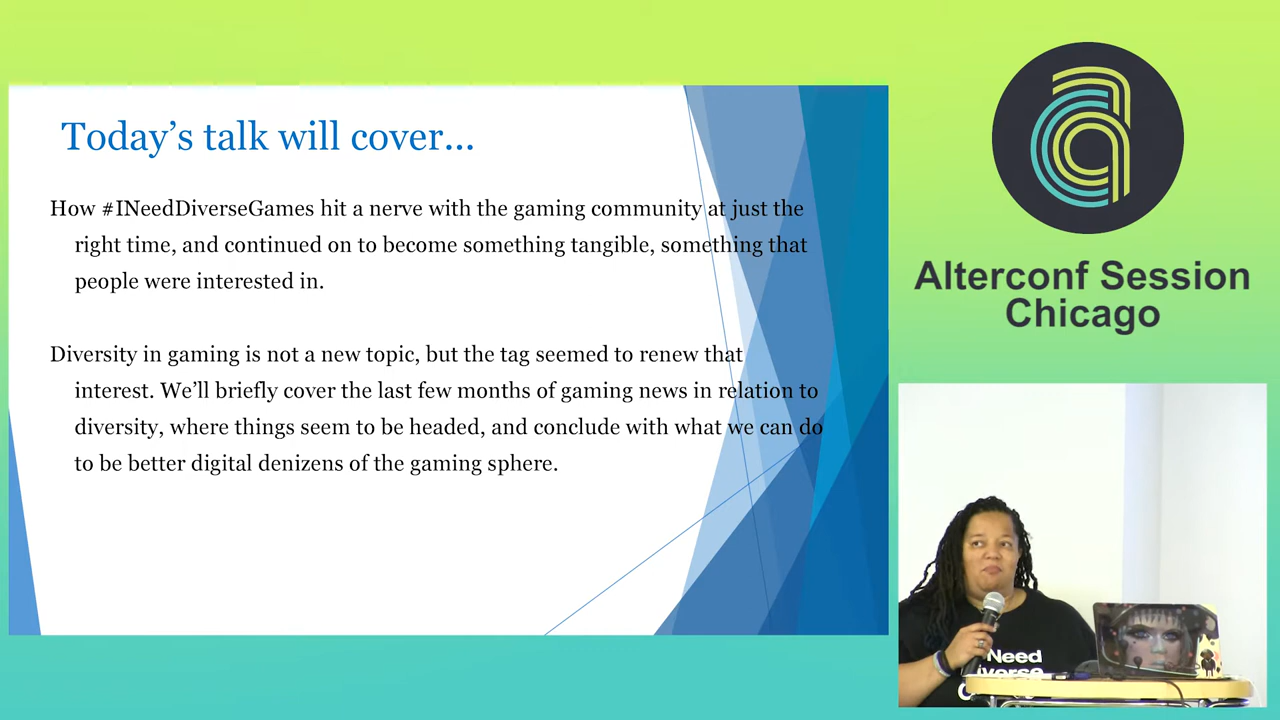 Today’s talk will cover...
How #INeedDiverseGames hit a nerve with the gaming community at just the
right time, and continued on to become something tangible, something that
people were interested in.
Diversity in gaming is not a new topic, but the tag seemed to renew that
interest. We’ll briefly cover the last few months of gaming news in relation to
diversity, where things seem to be headed, and conclude with what we can do
to be better digital denizens of the gaming sphere.
Alterconf Session
Chicago
Need